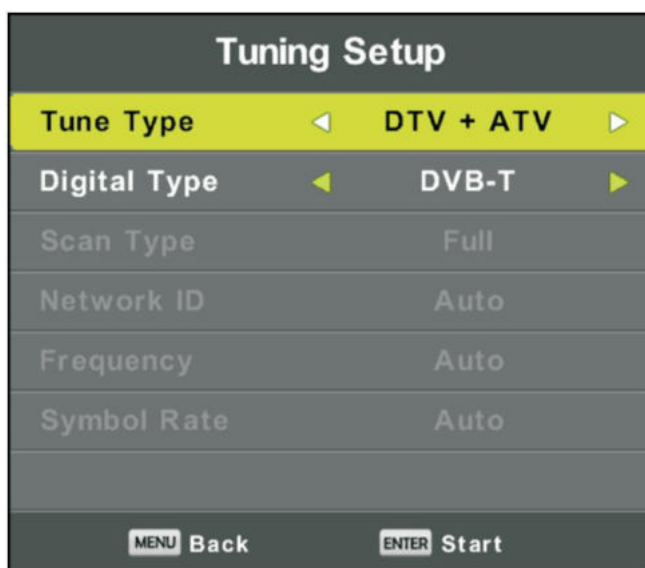 Tuning Setup
Tune Type DTV + ATV
Digital Type DVB-T
Scan Type Full
Network ID Auto
Frequency Auto
Symbol Rate Auto
MENU Back ENTER Start